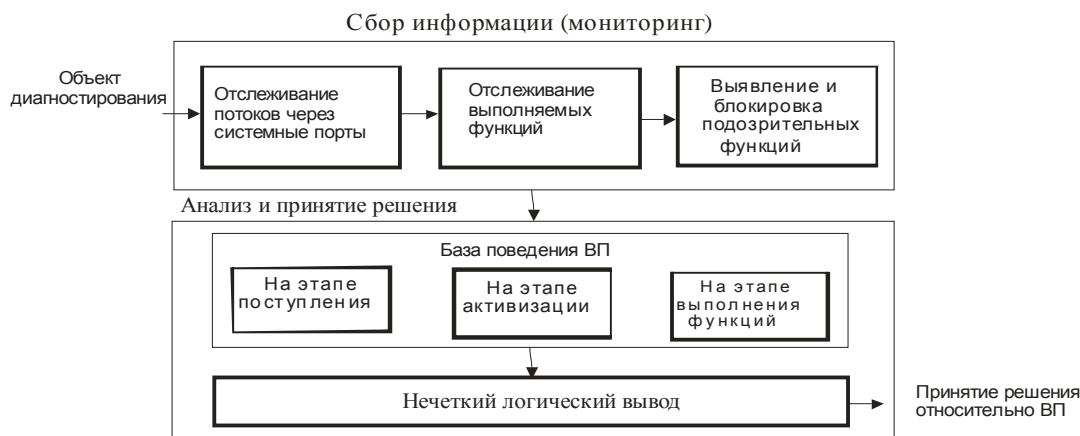 Сбор информации (мониторинг)
Объект
диагностирования
Отслеживание
потоков через
системные порты
Отслеживание
выполняемых
функций
Выявление и
блокировка
подозрительных
функций
Анализ и принятие решения
База поведения ВП
На этапе
поступления
На этапе
активизации
На этапе
выполнения
функций
Нечеткий логический вывод
Принятие решения
относительно ВП